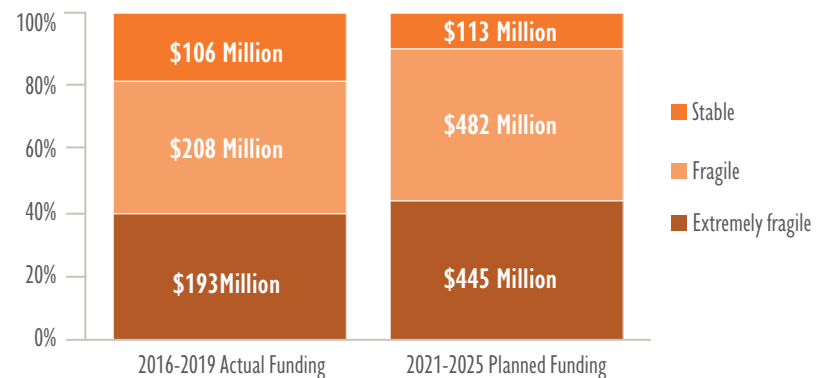 100%
80%
60%
40%
20%
0%
$106 Million
$208 Million
$193Million
$113 Million
$482 Million
$445 Million
2016-2019 Actual Funding
2021-2025 Planned Funding
Stable
Fragile
Extremely fragile